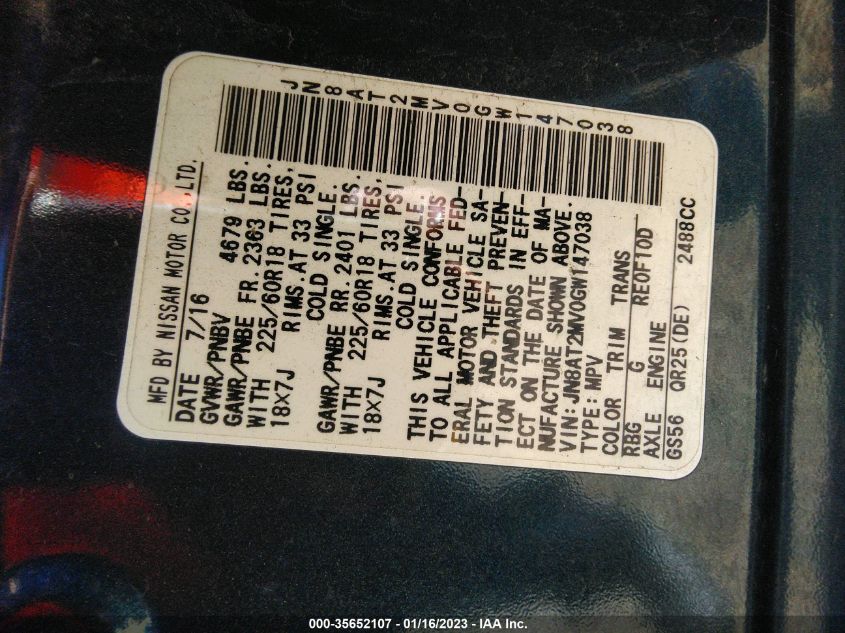 JN8AT2MV0GW147038
MFD BY NISSAN MOTOR CO.,LTD.
DATE 7/16
GVWR/PNBV 4679 LBS.
GAWR/PNBE FR. 2363 LBS.
WITH 225/60R18 TIRES,
18X7J RIMS.AT 33 PSI
COLD SINGLE.
GAWR/PNBE RR. 2401 LBS.
WITH 225/60R18 TIRES,
18X7J RIMS.AT 33 PSI
COLD SINGLE.
THIS VEHICLE CONFORMS
TO ALL APPLICABLE FED-
ERAL MOTOR VEHICLE SA-
FETY AND THEFT PREVEN-
TION STANDARDS IN EFF-
ECT ON THE DATE OF MA-
NUFACTURE SHOWN ABOVE.
VIN:JN8AT2MV0GW147038
TYPE:MPV
COLOR TRIM TRANS
RBG G RE0F10D
AXLE ENGINE
GS56 QR25(DE) 2488CC
000-35652107 - 01/16/2023 - © IAA Inc.